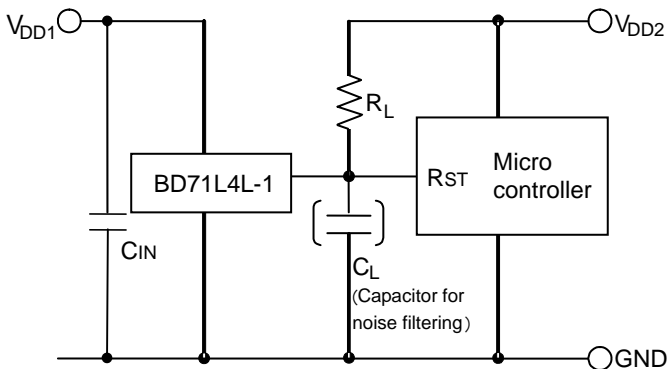 VDD1
VDD2
RL
BD71L4L-1
RST
Micro
controller
CIN
CL
(Capacitor for
noise filtering)
GND